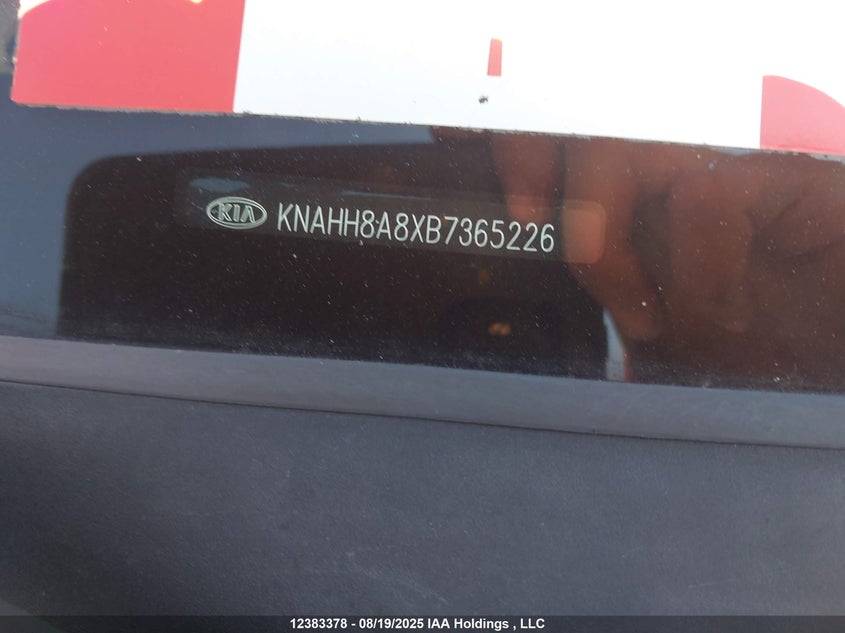 KIA KNAHH8A8XB7365226
12383378 - 08/19/2025 IAA Holdings , LLC